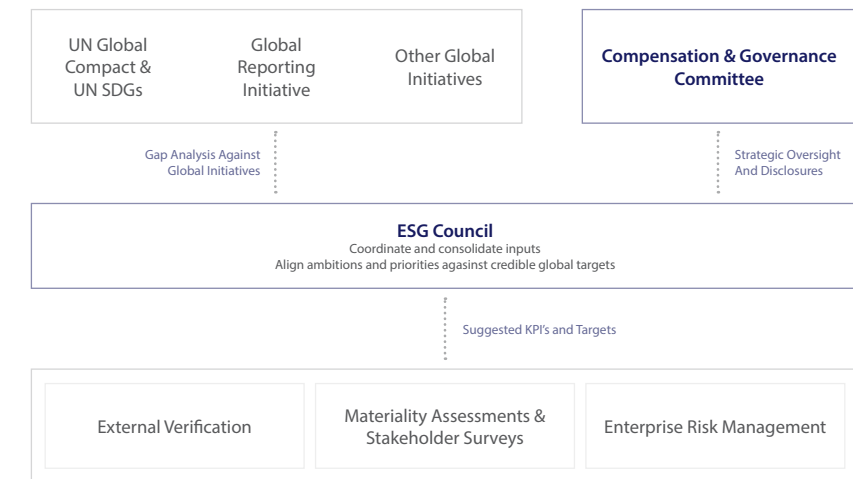 UN Global
Compact &
UN SDGs
Global
Reporting
Initiative
Other Global
Initiatives
Compensation & Governance
Committee
Gap Analysis Against
Global Initiatives
Strategic Oversight
And Disclosures
ESG Council
Coordinate and consolidate inputs
Align ambitions and priorities agasinst credible global targets
Suggested KPI's and Targets
External Verification
Materiality Assessments &
Stakeholder Surveys
Enterprise Risk Management